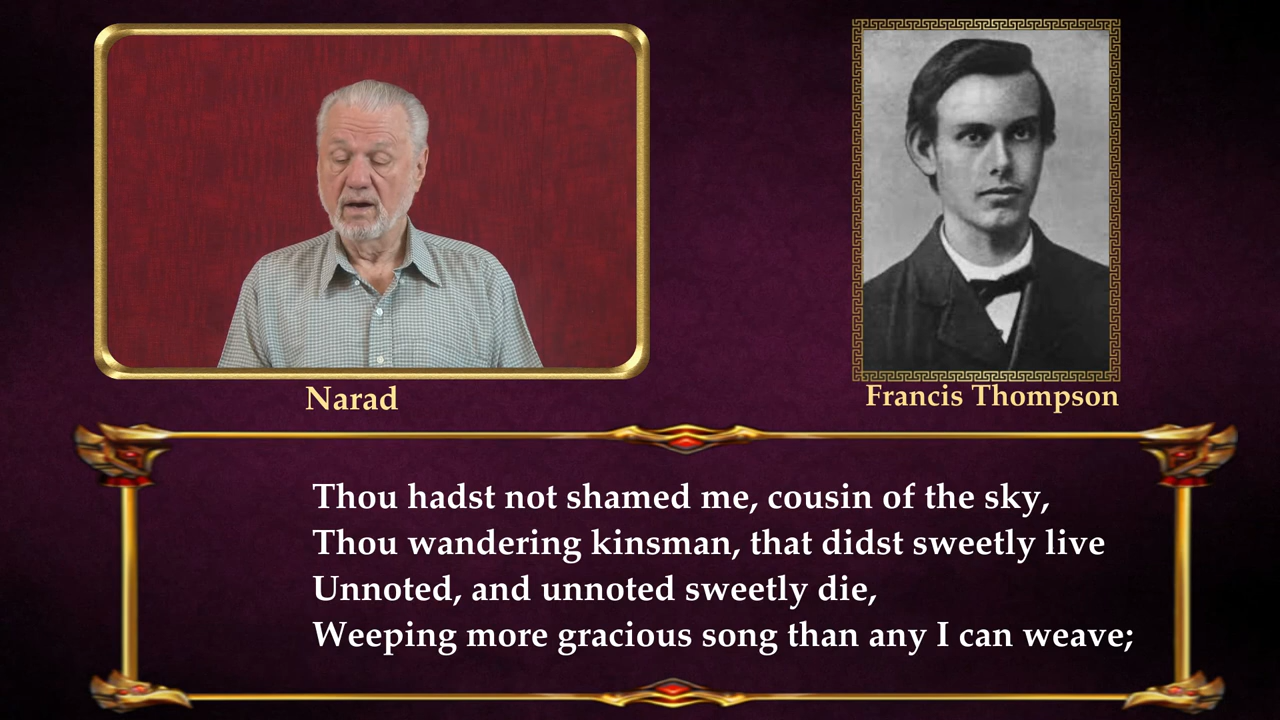 Narad
Francis Thompson
Thou hadst not shamed me, cousin of the sky,
Thou wandering kinsman, that didst sweetly live
Unnoted, and unnoted sweetly die,
Weeping more gracious song than any I can weave;